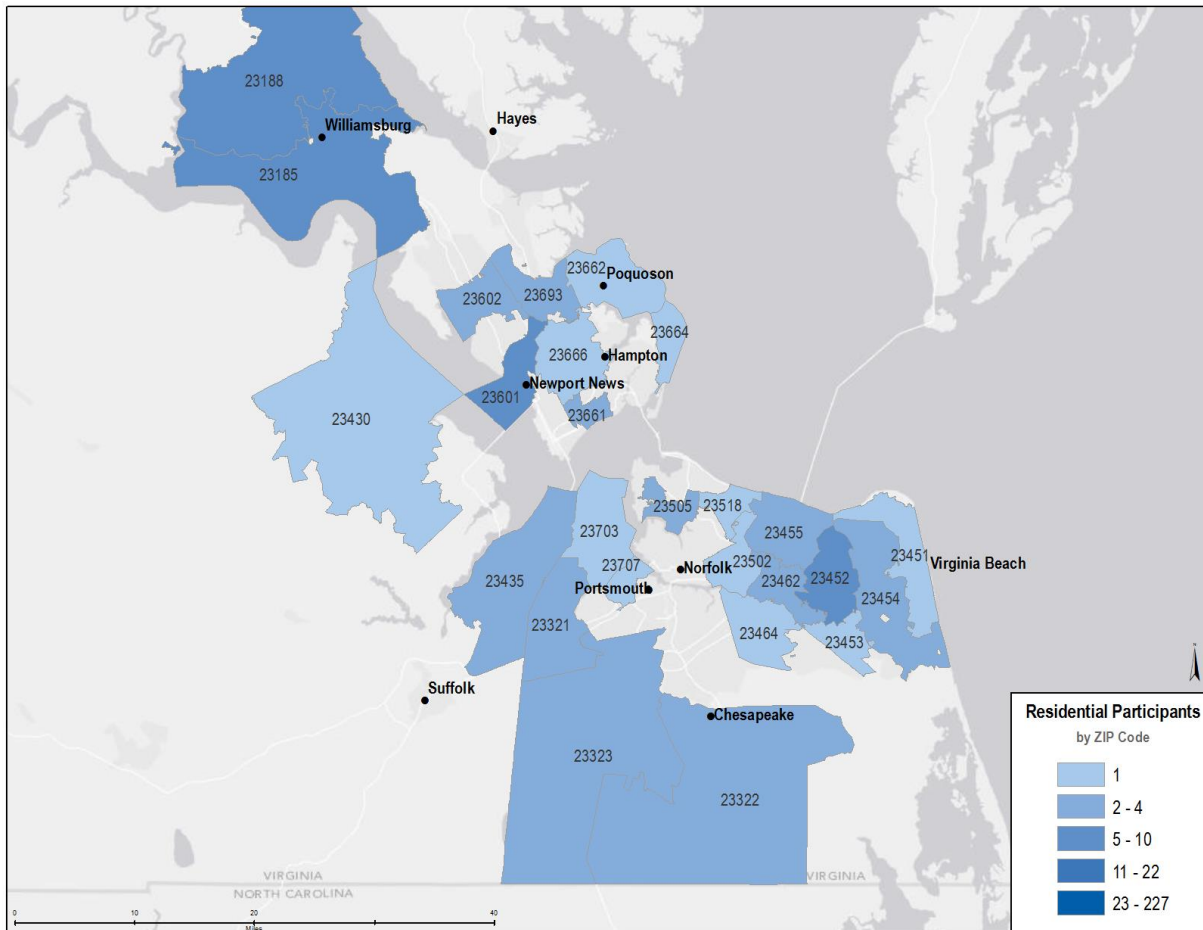 23188
Hayes
Williamsburg
23185
23662
Poquoson
23602
23693
23664
23666
Hampton
Newport News
23601
23661
23430
23505
23518
23703
23455
23451
Virginia Beach
23707
Norfolk
23502
23462
23452
23435
Portsmouth
23454
23321
23464
23453
Suffolk
Chesapeake
23323
23322
VIRGINIA
VIRGINIA
NORTH CAROLINA
0 10 20 40
Miles
N
Residential Participants
by ZIP Code
1
2 - 4
5 - 10
11 - 22
23 - 227